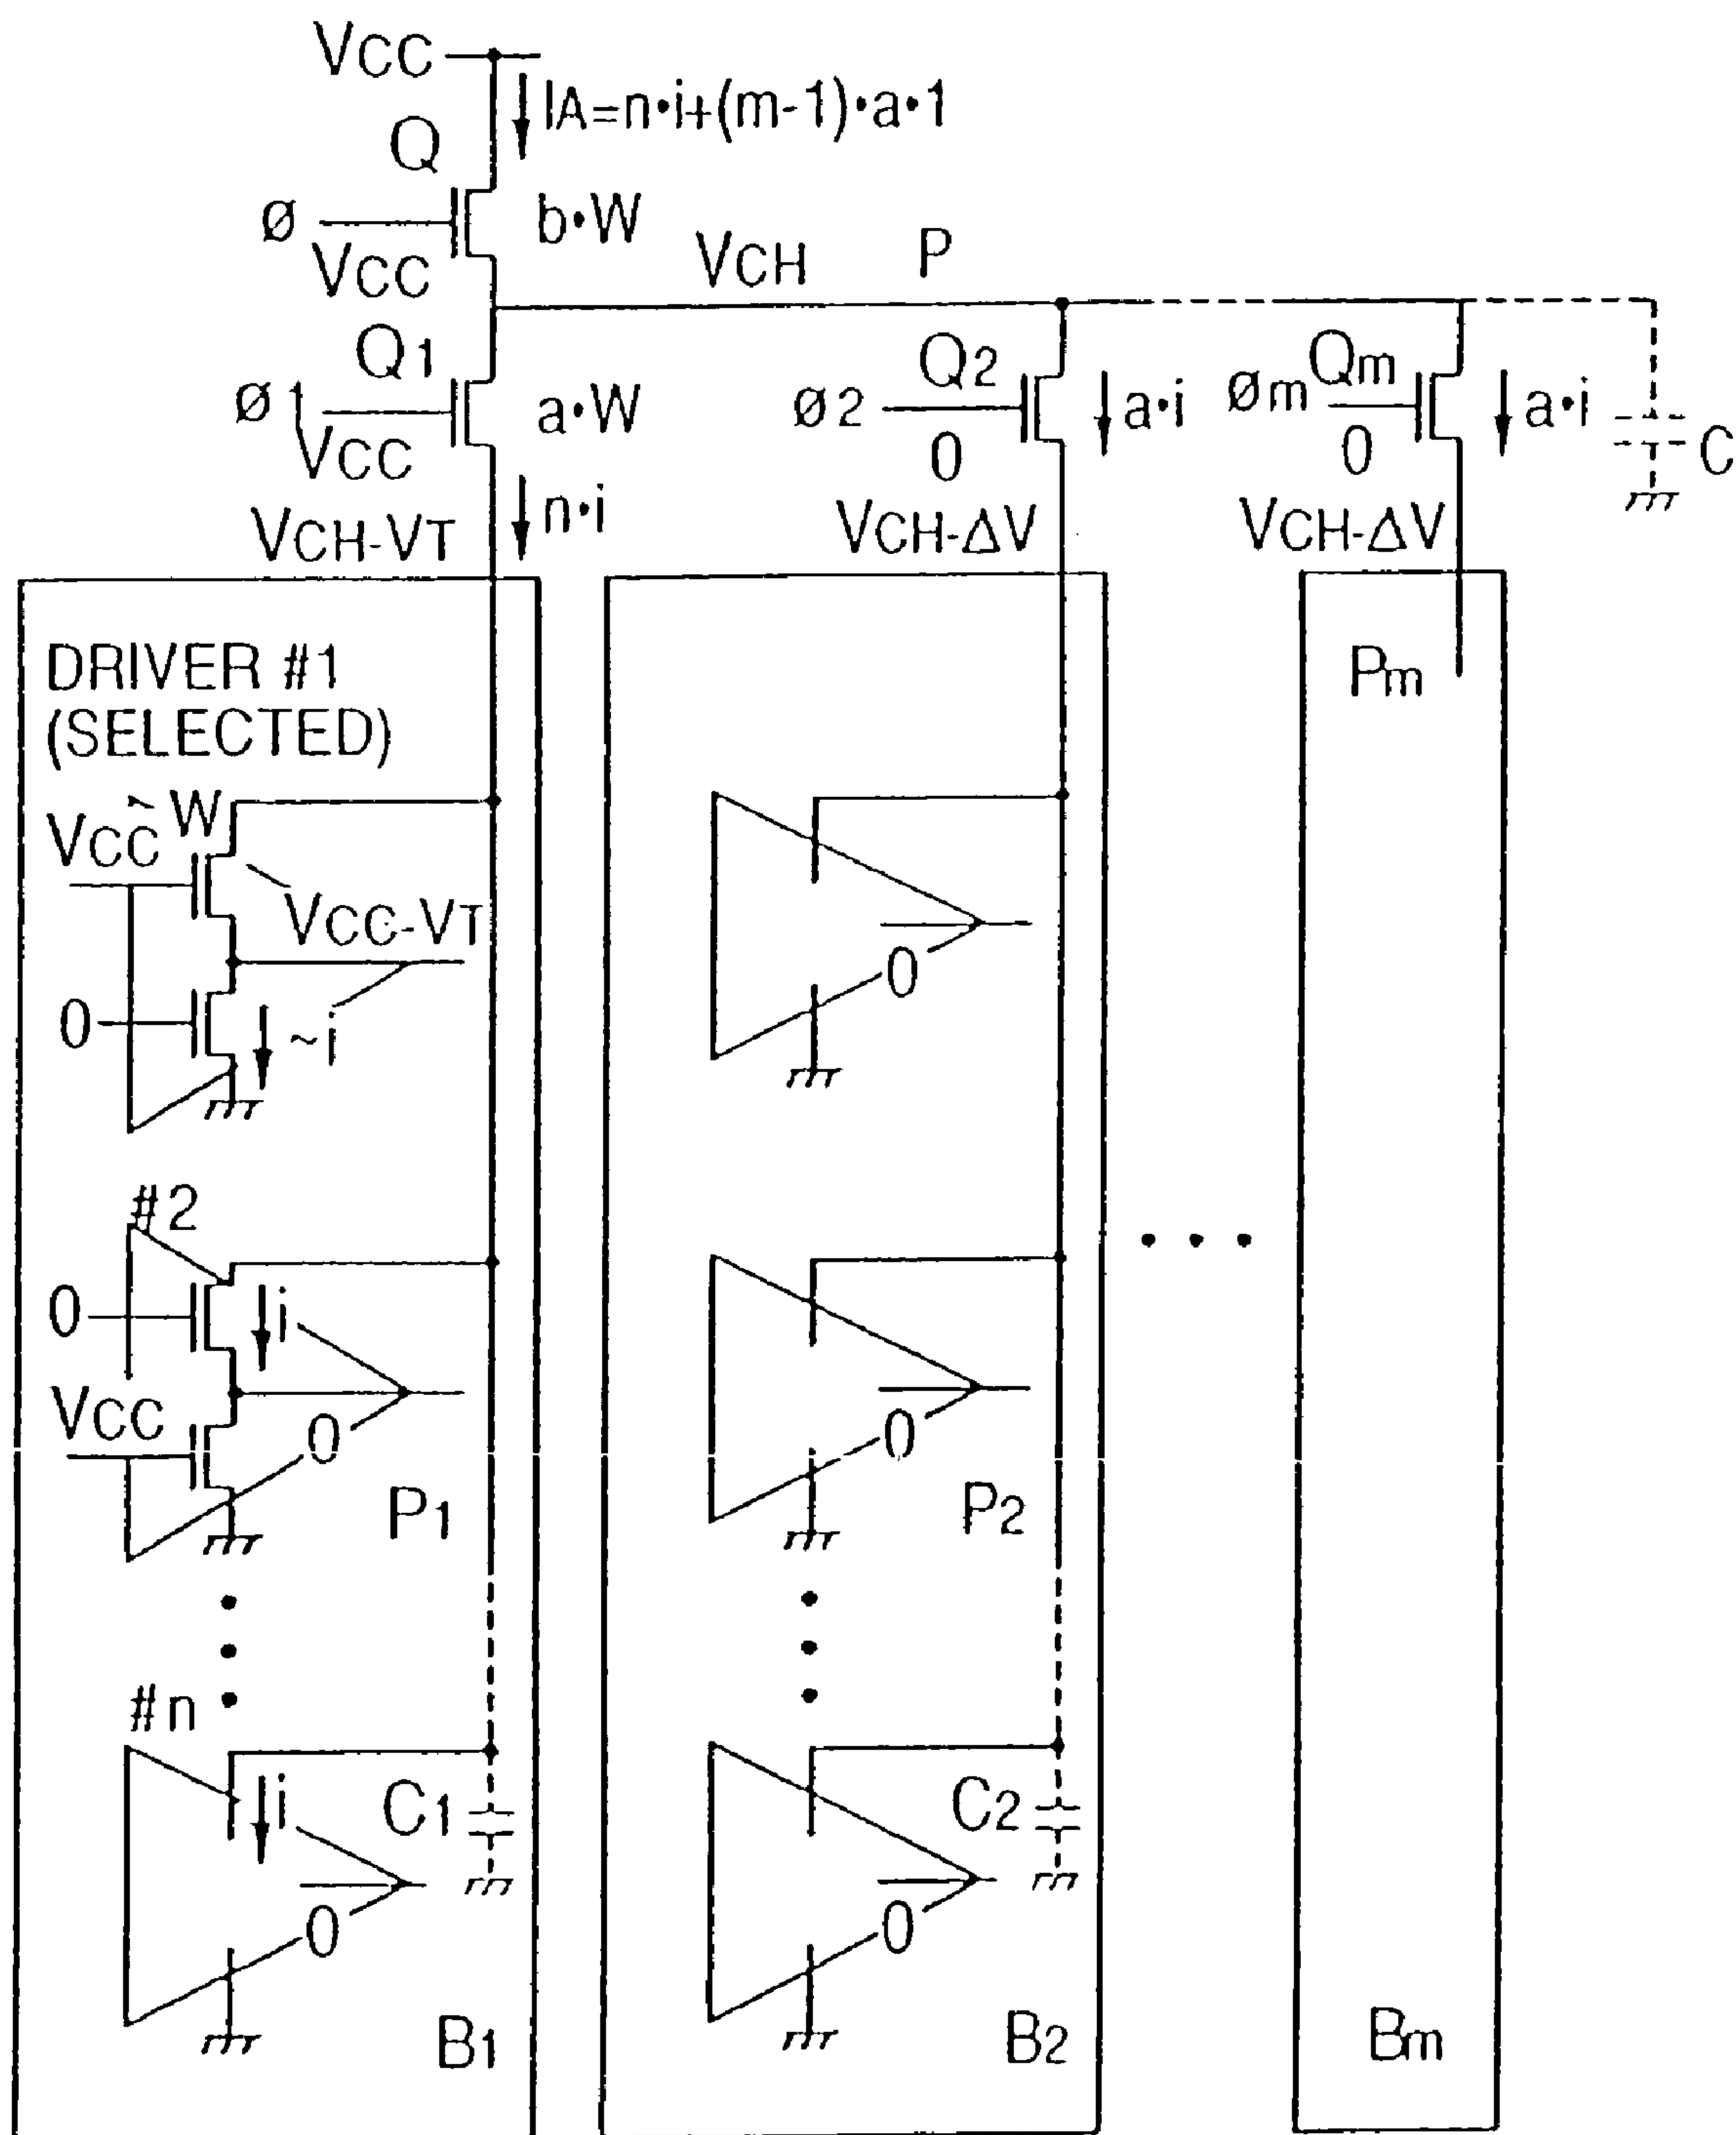 VCC
IA=n•i+(m-1)•a•1
Q
ø
b•W
VCC
VCH
P
Q1
ø1
a•W
VCC
Q2
ø2
a•i
0
Qm
øm
a•i
0
C
n•i
VCH-VT
VCH-ΔV
VCH-ΔV
DRIVER #1
(SELECTED)
Pm
W
VCC
VCC-VT
0
~i
0
#2
0
i
VCC
0
P1
0
P2
#n
i
C1
0
C2
0
B1
B2
Bm